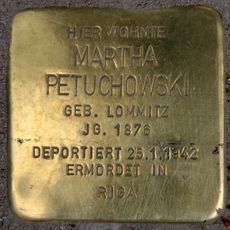 HIER WOHNTE
MARTHA
PETUCHOWSKI
GEB. LOMMITZ
JG. 1876
DEPORTIERT 25.1.1942
ERMORDET IN
RIGA